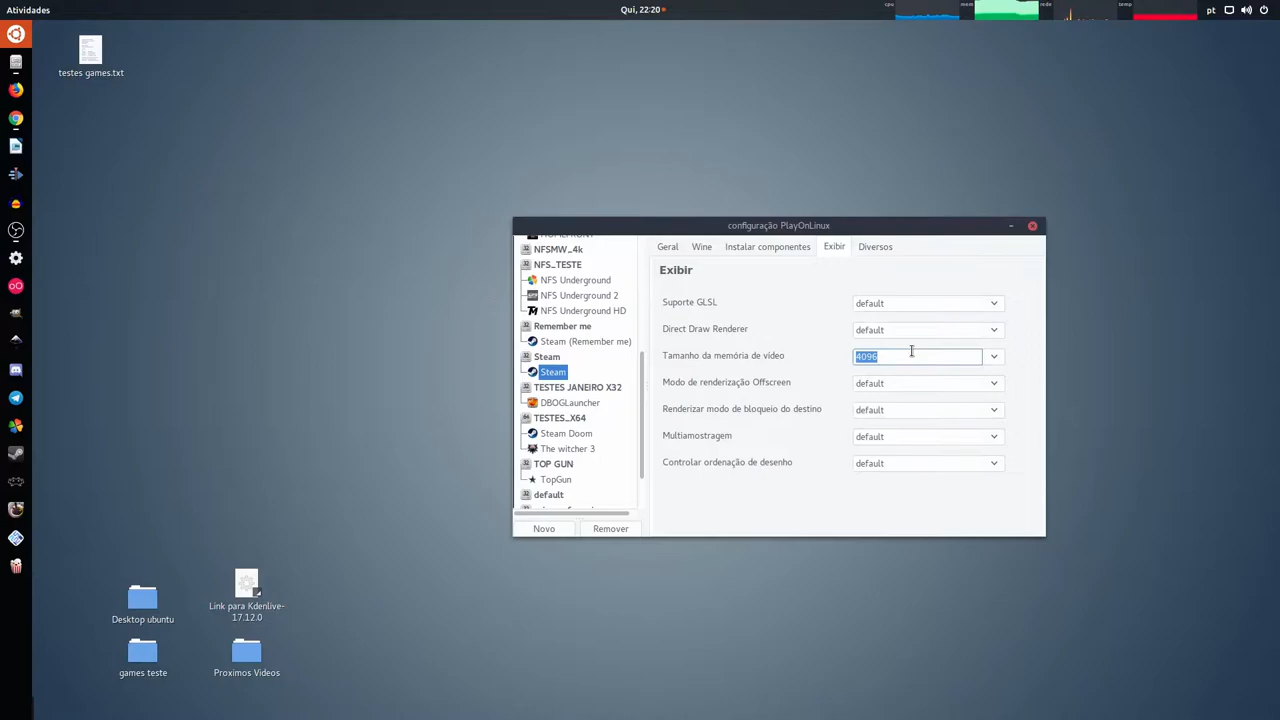 Atividades
Qui, 22:20
cpu
mem
rede
temp
pt
testes games.txt
configuração PlayOnLinux
NFSMW_4k
NFS_TESTE
NFS Underground
NFS Underground 2
NFS Underground HD
Remember me
Steam (Remember me)
Steam
Steam
TESTES JANEIRO X32
DBOGLauncher
TESTES_X64
Steam Doom
The witcher 3
TOP GUN
TopGun
default
Novo
Remover
Geral
Wine
Instalar componentes
Exibir
Diversos
Exibir
Suporte GLSL
default
Direct Draw Renderer
default
Tamanho da memória de vídeo
4096
Modo de renderização Offscreen
default
Renderizar modo de bloqueio do destino
default
Multiamostragem
default
Controlar ordenação de desenho
default
Desktop ubuntu
Link para Kdenlive-
17.12.0
games teste
Proximos Videos